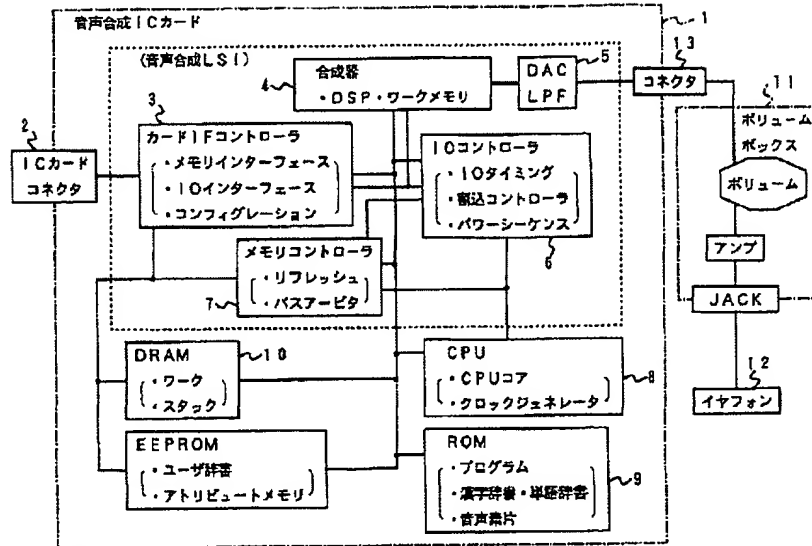 音声合成ICカード
1
(音声合成LSI)
13
コネクタ
4
合成器
・DSP・ワークメモリ
5
DAC
LPF
11
ボリューム
ボックス
ボリューム
アンプ
JACK
12
イヤフォン
2
ICカード
コネクタ
3
カードIFコントローラ
・メモリインターフェース
・IOインターフェース
・コンフィグレーション
IOコントローラ
・IOタイミング
・割込コントローラ
・パワーシーケンス
6
メモリコントローラ
・リフレッシュ
・バスアービタ
7
DRAM
・ワーク
・スタック
10
CPU
・CPUコア
・クロックジェネレータ
8
EEPROM
・ユーザ辞書
・アトリビュートメモリ
ROM
・プログラム
・漢字辞書・単語辞書
・音声素片
9